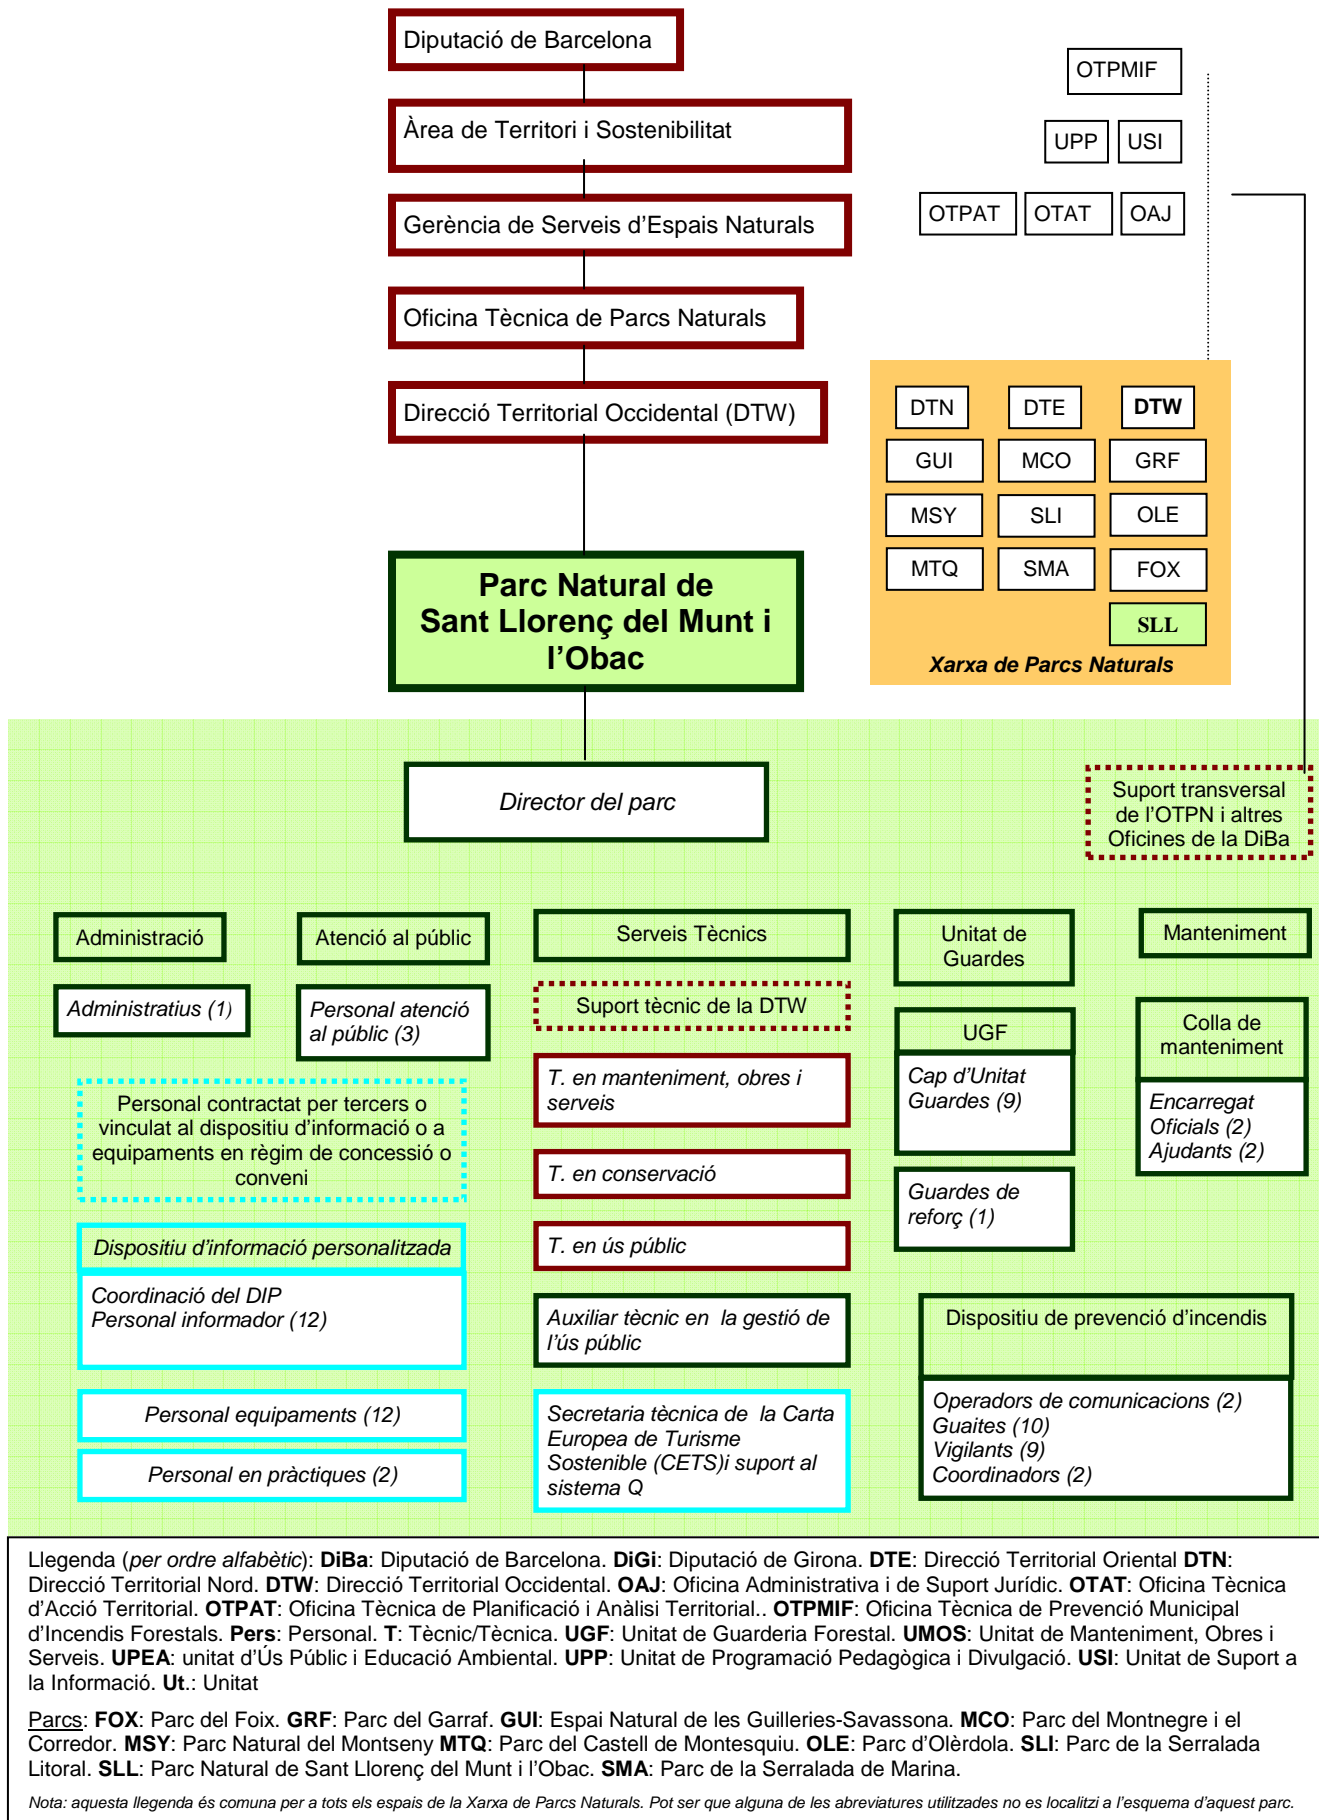 Diputació de Barcelona
Àrea de Territori i Sostenibilitat
Gerència de Serveis d'Espais Naturals
Oficina Tècnica de Parcs Naturals
Direcció Territorial Occidental (DTW)
Parc Natural de
Sant Llorenç del Munt i
l'Obac
OTPMIF
UPP USI
OTPAT OTAT OAJ
DTN DTE DTW
GUI MCO GRF
MSY SLI OLE
MTQ SMA FOX
SLL
Xarxa de Parcs Naturals
Director del parc
Suport transversal
de l'OTPN i altres
Oficines de la DiBa
Administració
Administratius (1)
Atenció al públic
Personal atenció
al públic (3)
Personal contractat per tercers o
vinculat al dispositiu d'informació o a
equipaments en règim de concessió o
conveni
Dispositiu d'informació personalitzada
Coordinació del DIP
Personal informador (12)
Personal equipaments (12)
Personal en pràctiques (2)
Serveis Tècnics
Suport tècnic de la DTW
T. en manteniment, obres i
serveis
T. en conservació
T. en ús públic
Auxiliar tècnic en la gestió de
l'ús públic
Secretaria tècnica de la Carta
Europea de Turisme
Sostenible (CETS)i suport al
sistema Q
Unitat de
Guardes
UGF
Cap d'Unitat
Guardes (9)
Guardes de
reforç (1)
Manteniment
Colla de
manteniment
Encarregat
Oficials (2)
Ajudants (2)
Dispositiu de prevenció d'incendis
Operadors de comunicacions (2)
Guaites (10)
Vigilants (9)
Coordinadors (2)
Llegenda (per ordre alfabètic): DiBa: Diputació de Barcelona. DiGi: Diputació de Girona. DTE: Direcció Territorial Oriental DTN:
Direcció Territorial Nord. DTW: Direcció Territorial Occidental. OAJ: Oficina Administrativa i de Suport Jurídic. OTAT: Oficina Tècnica
d'Acció Territorial. OTPAT: Oficina Tècnica de Planificació i Anàlisi Territorial.. OTPMIF: Oficina Tècnica de Prevenció Municipal
d'Incendis Forestals. Pers: Personal. T: Tècnic/Tècnica. UGF: Unitat de Guarderia Forestal. UMOS: Unitat de Manteniment, Obres i
Serveis. UPEA: unitat d'Ús Públic i Educació Ambiental. UPP: Unitat de Programació Pedagògica i Divulgació. USI: Unitat de Suport a
la Informació. Ut.: Unitat
Parcs: FOX: Parc del Foix. GRF: Parc del Garraf. GUI: Espai Natural de les Guilleries-Savassona. MCO: Parc del Montnegre i el
Corredor. MSY: Parc Natural del Montseny MTQ: Parc del Castell de Montesquiu. OLE: Parc d'Olèrdola. SLI: Parc de la Serralada
Litoral. SLL: Parc Natural de Sant Llorenç del Munt i l'Obac. SMA: Parc de la Serralada de Marina.
Nota: aquesta llegenda és comuna per a tots els espais de la Xarxa de Parcs Naturals. Pot ser que alguna de les abreviatures utilitzades no es localitzi a l'esquema d'aquest parc.